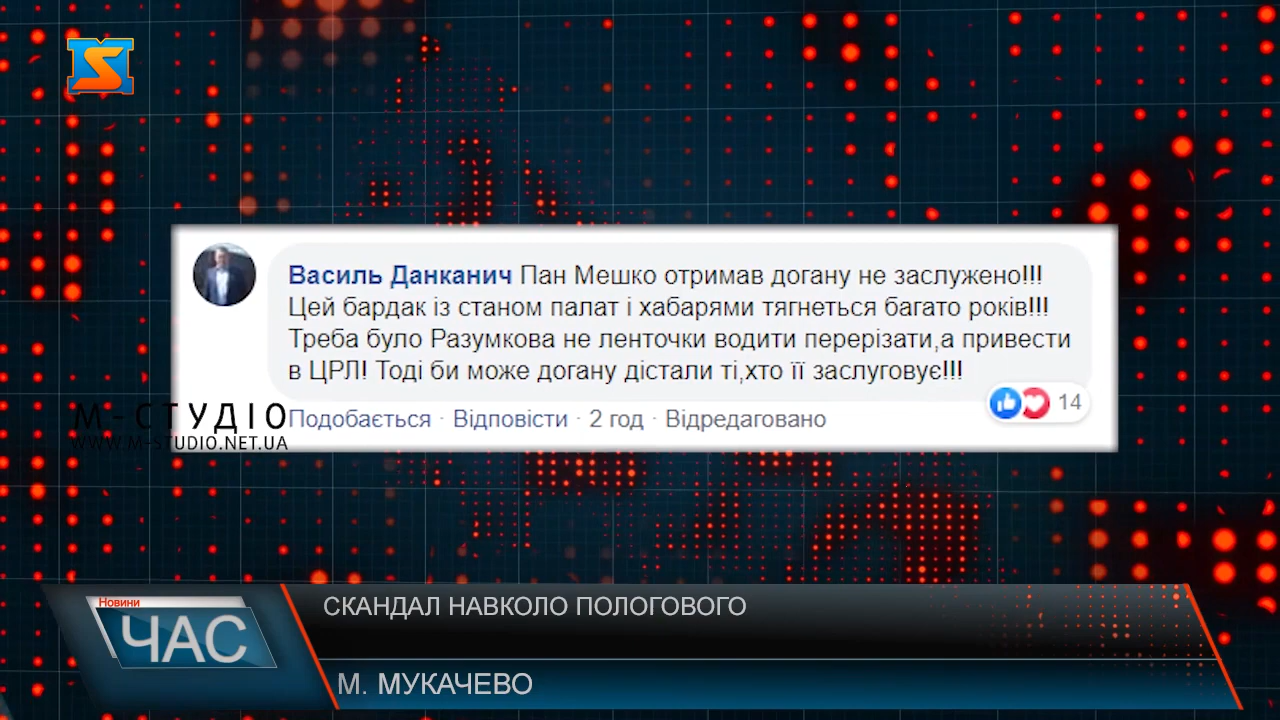 Василь Данканич Пан Мешко отримав догану не заслужено!!!
Цей бардак із станом палат і хабарями тягнеться багато років!!!
Треба було Разумкова не ленточки водити перерізати,а привести
в ЦРЛ! Тоді би може догану дістали ті,хто її заслуговує!!!
14
Подобається · Відповісти · 2 год · Відредаговано
М-СТУДІО
WWW.M-STUDIO.NET.UA
Новини
ЧАС
СКАНДАЛ НАВКОЛО ПОЛОГОВОГО
М. МУКАЧЕВО